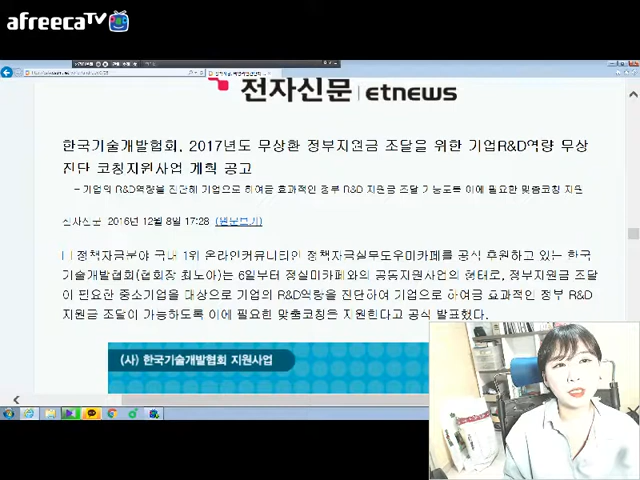 afreecaTV
전자신문 | etnews
한국기술개발협회, 2017년도 무상환 정부지원금 조달을 위한 기업R&D역량 무상
진단 코칭지원사업 계획 공고
- 기업의 R&D역량을 진단해 기업으로 하여금 효과적인 정부 R&D 지원금 조달 가능토록 이에 필요한 맞춤코칭 지원
전자신문 2016년 12월 8일 17:28 (원문보기)
정책자금분야 국내 1위 온라인커뮤니티인 정책자금실무도우미카페를 공식 후원하고 있는 한국
기술개발협회(협회장 최노아)는 6일부터 정실미카페와의 공동지원사업의 형태로, 정부지원금 조달
이 필요한 중소기업을 대상으로 기업의 R&D역량을 진단하여 기업으로 하여금 효과적인 정부 R&D
지원금 조달이 가능하도록 이에 필요한 맞춤코칭을 지원한다고 공식 발표했다.
(사) 한국기술개발협회 지원사업